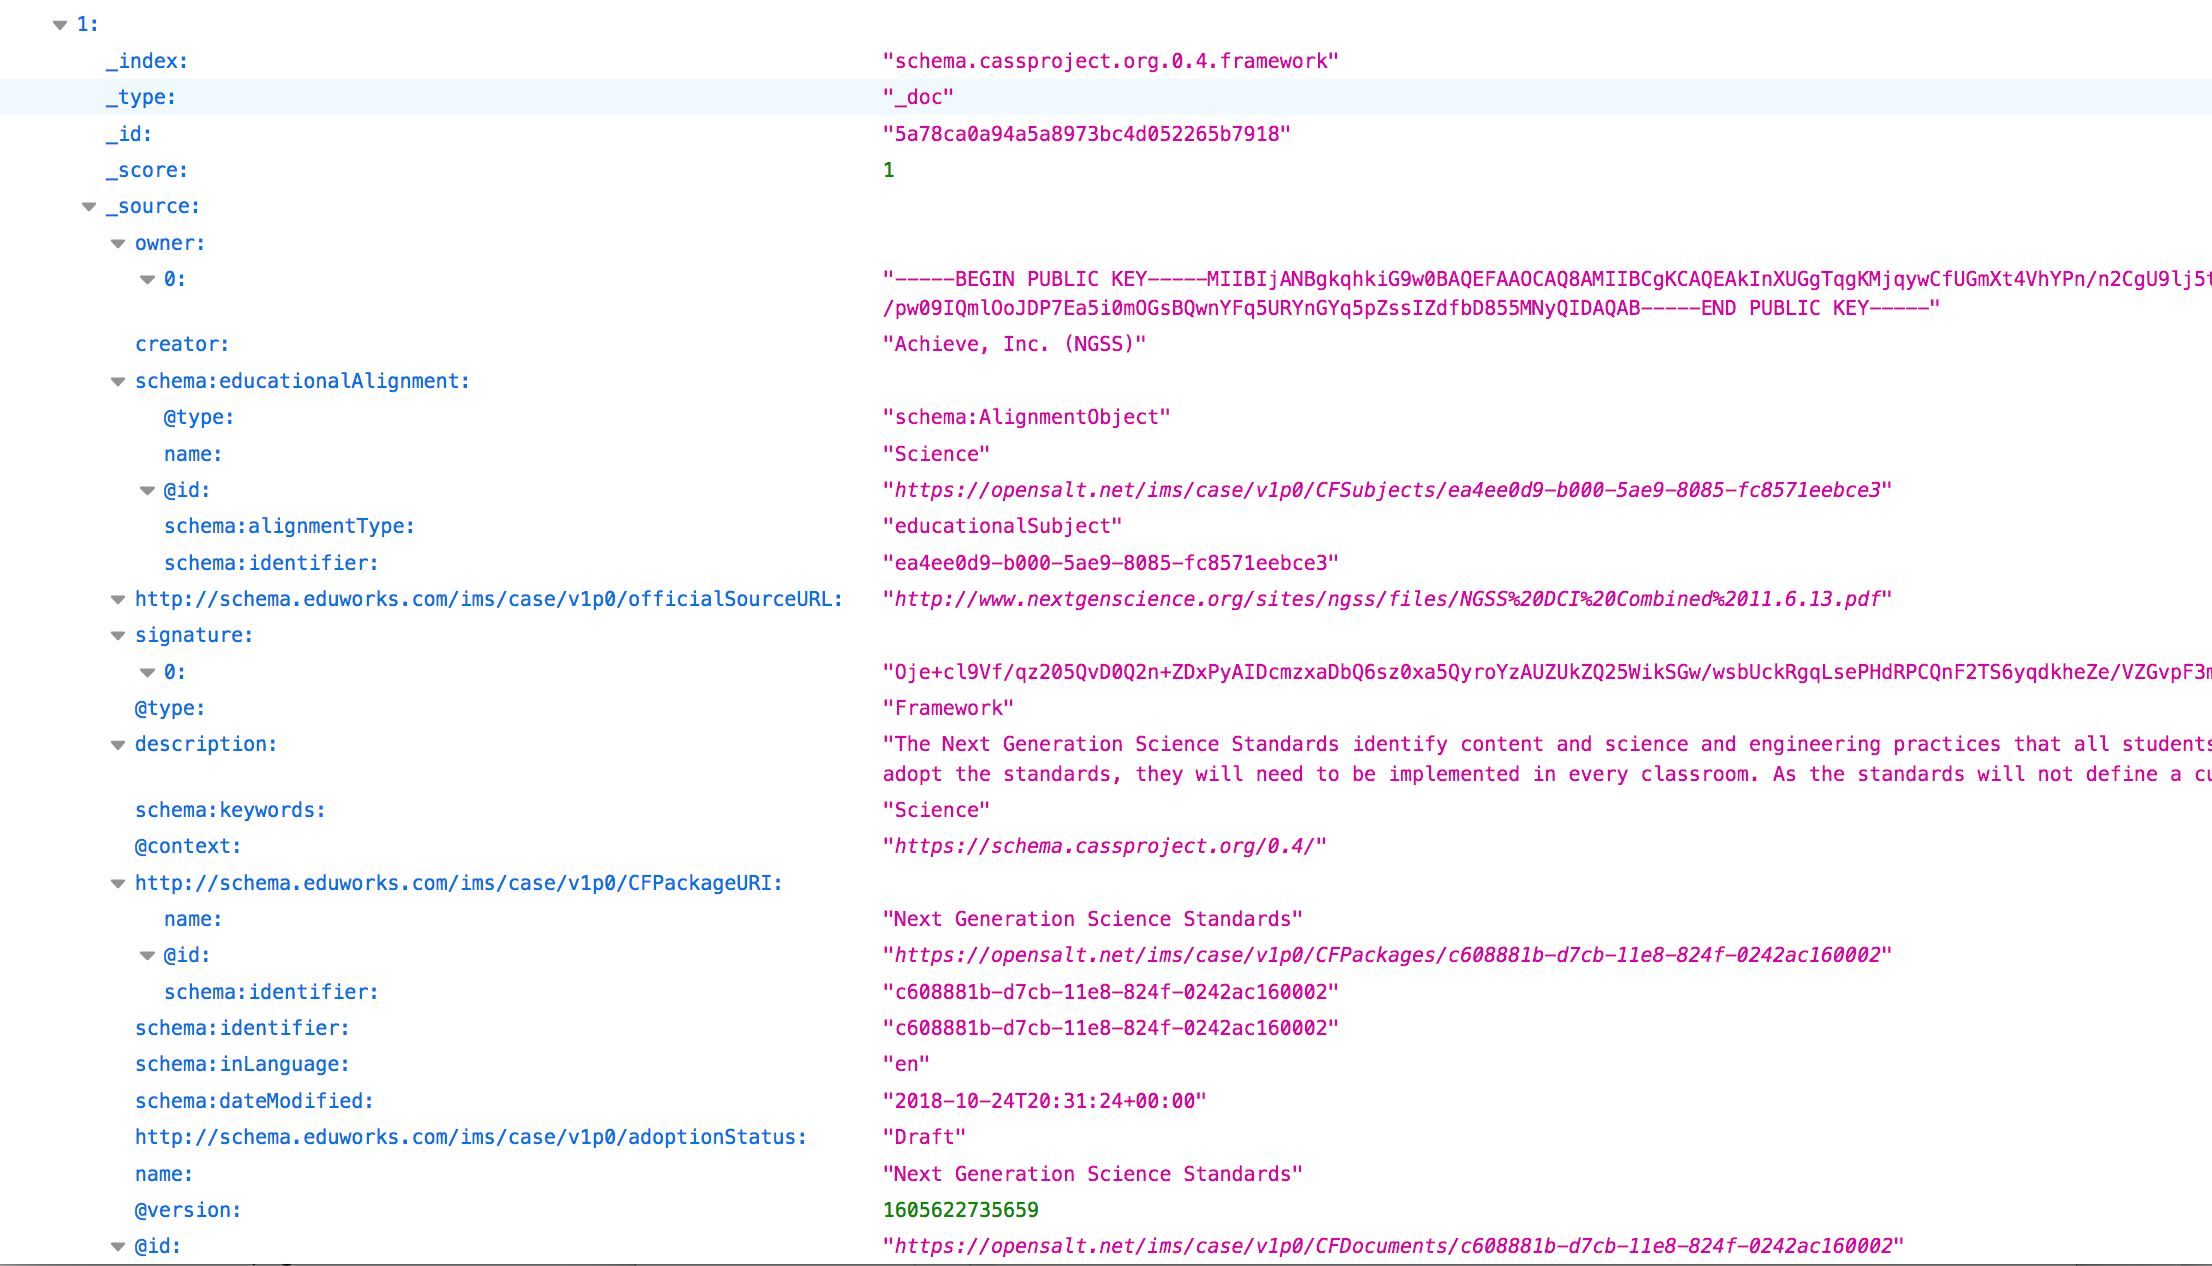 1:
_index: "schema.cassproject.org.0.4.framework"
_type: "_doc"
_id: "5a78ca0a94a5a8973bc4d052265b7918"
_score: 1
_source:
owner:
0: "-----BEGIN PUBLIC KEY-----MIIBIjANBgkqhkiG9w0BAQEFAAOCAQ8AMIIBCgKCAQEAkInXUGgTqgKMjqywCfUGmXt4VhYPn/n2CgU9lj5t
/pw09IQmlOoJDP7Ea5i0mOGsBQwnYFq5URYnGYq5pZssIZdfbD855MNyQIDAQAB-----END PUBLIC KEY-----"
creator: "Achieve, Inc. (NGSS)"
schema:educationalAlignment:
@type: "schema:AlignmentObject"
name: "Science"
@id: "https://opensalt.net/ims/case/v1p0/CFSubjects/ea4ee0d9-b000-5ae9-8085-fc8571eebce3"
schema:alignmentType: "educationalSubject"
schema:identifier: "ea4ee0d9-b000-5ae9-8085-fc8571eebce3"
http://schema.eduworks.com/ims/case/v1p0/officialSourceURL: "http://www.nextgenscience.org/sites/ngss/files/NGSS%20DCI%20Combined%2011.6.13.pdf"
signature:
0: "Oje+cl9Vf/qz205QvD0Q2n+ZDxPyAIDcmzxaDbQ6sz0xa5QyroYzAUZUkZQ25WikSGw/wsbUckRgqLsePHdRPCQnF2TS6yqdkheZe/VZGvpF3m
@type: "Framework"
description: "The Next Generation Science Standards identify content and science and engineering practices that all students
adopt the standards, they will need to be implemented in every classroom. As the standards will not define a cu
schema:keywords: "Science"
@context: "https://schema.cassproject.org/0.4/"
http://schema.eduworks.com/ims/case/v1p0/CFPackageURI:
name: "Next Generation Science Standards"
@id: "https://opensalt.net/ims/case/v1p0/CFPackages/c608881b-d7cb-11e8-824f-0242ac160002"
schema:identifier: "c608881b-d7cb-11e8-824f-0242ac160002"
schema:identifier: "c608881b-d7cb-11e8-824f-0242ac160002"
schema:inLanguage: "en"
schema:dateModified: "2018-10-24T20:31:24+00:00"
http://schema.eduworks.com/ims/case/v1p0/adoptionStatus: "Draft"
name: "Next Generation Science Standards"
@version: 1605622735659
@id: "https://opensalt.net/ims/case/v1p0/CFDocuments/c608881b-d7cb-11e8-824f-0242ac160002"